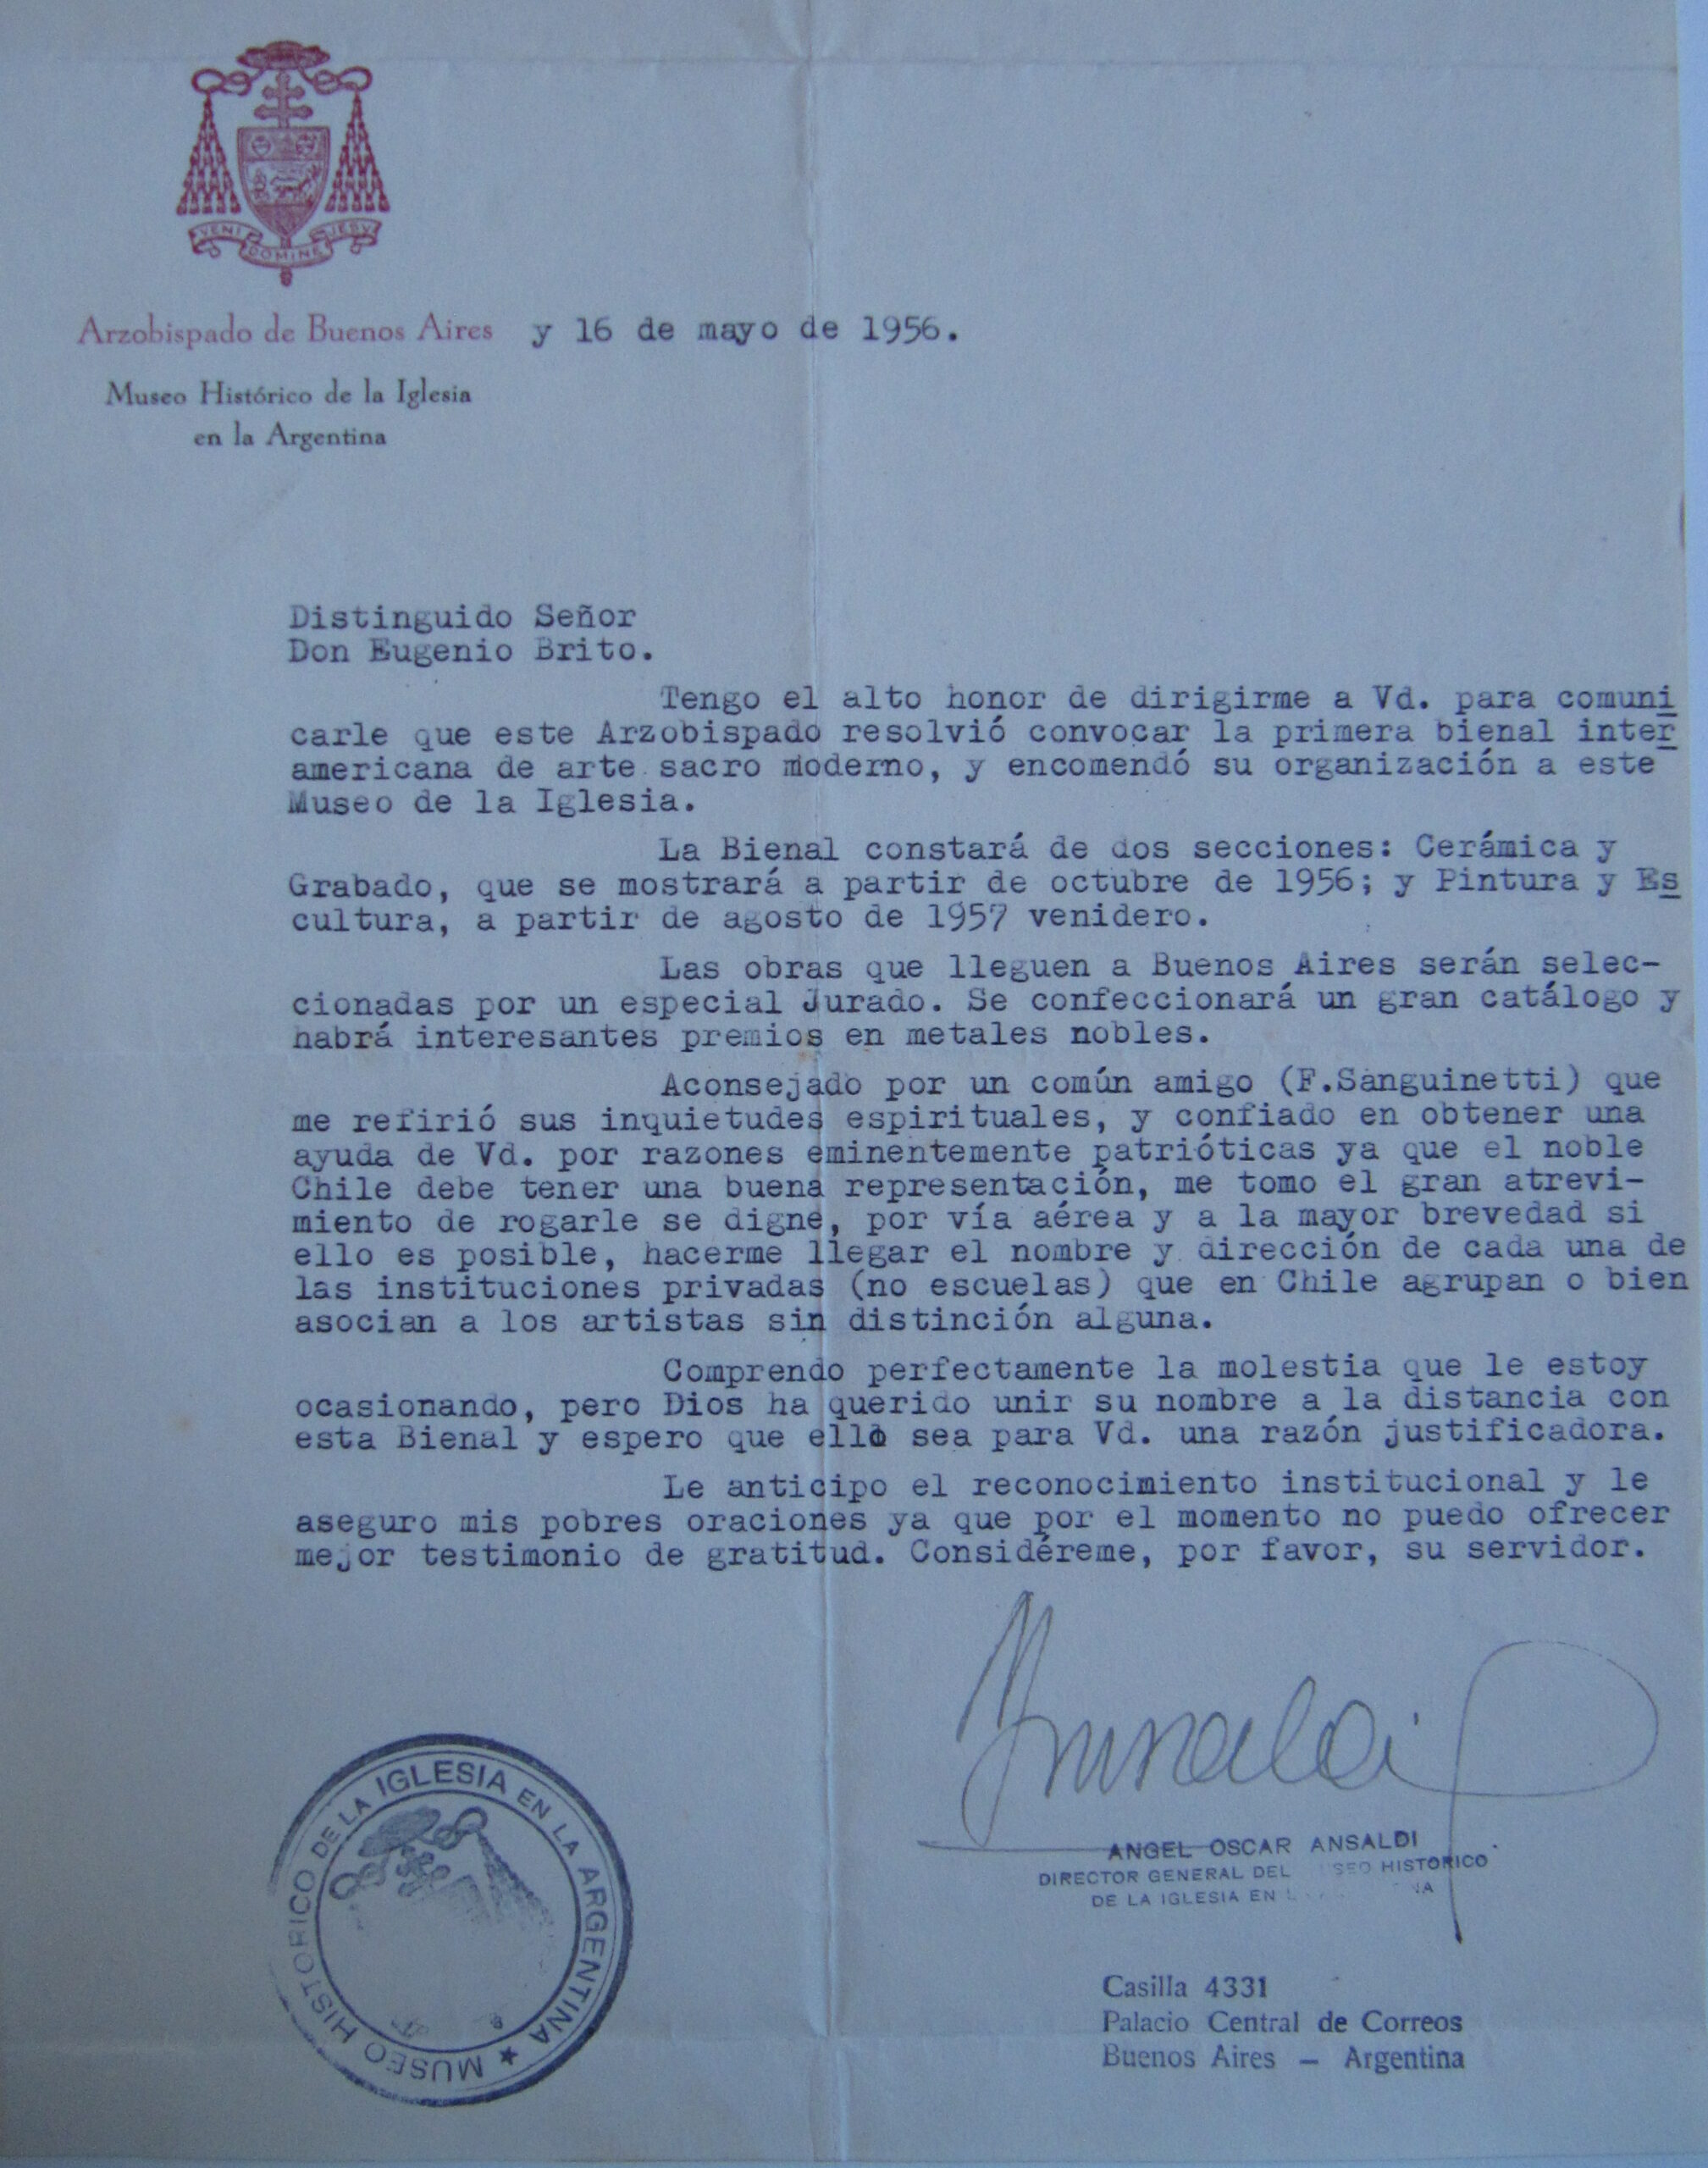 VENI DOMINE JESV
Arzobispado de Buenos Aires y 16 de mayo de 1956.
Museo Histórico de la Iglesia
en la Argentina
Distinguido Señor
Don Eugenio Brito.
Tengo el alto honor de dirigirme a Vd. para comuni
carle que este Arzobispado resolvió convocar la primera bienal inter
americana de arte sacro moderno, y encomendó su organización a este
Museo de la Iglesia.
La Bienal constará de dos secciones: Cerámica y
Grabado, que se mostrará a partir de octubre de 1956; y Pintura y Es
cultura, a partir de agosto de 1957 venidero.
Las obras que lleguen a Buenos Aires serán selec-
cionadas por un especial Jurado. Se confeccionará un gran catálogo y
habrá interesantes premios en metales nobles.
Aconsejado por un común amigo (F.Sanguinetti) que
me refirió sus inquietudes espirituales, y confiado en obtener una
ayuda de Vd. por razones eminentemente patrióticas ya que el noble
Chile debe tener una buena representación, me tomo el gran atrevi-
miento de rogarle se digne, por vía aérea y a la mayor brevedad si
ello es posible, hacerme llegar el nombre y dirección de cada una de
las instituciones privadas (no escuelas) que en Chile agrupan o bien
asocian a los artistas sin distinción alguna.
Comprendo perfectamente la molestia que le estoy
ocasionando, pero Dios ha querido unir su nombre a la distancia con
esta Bienal y espero que ello sea para Vd. una razón justificadora.
Le anticipo el reconocimiento institucional y le
aseguro mis pobres oraciones ya que por el momento no puedo ofrecer
mejor testimonio de gratitud. Considéreme, por favor, su servidor.
Ansaldi
ANGEL OSCAR ANSALDI
DIRECTOR GENERAL DEL HISTORICO
DE LA IGLESIA EN
MUSEO HISTORICO DE LA IGLESIA EN LA ARGENTINA ★
Casilla 4331
Palacio Central de Correos
Buenos Aires – Argentina